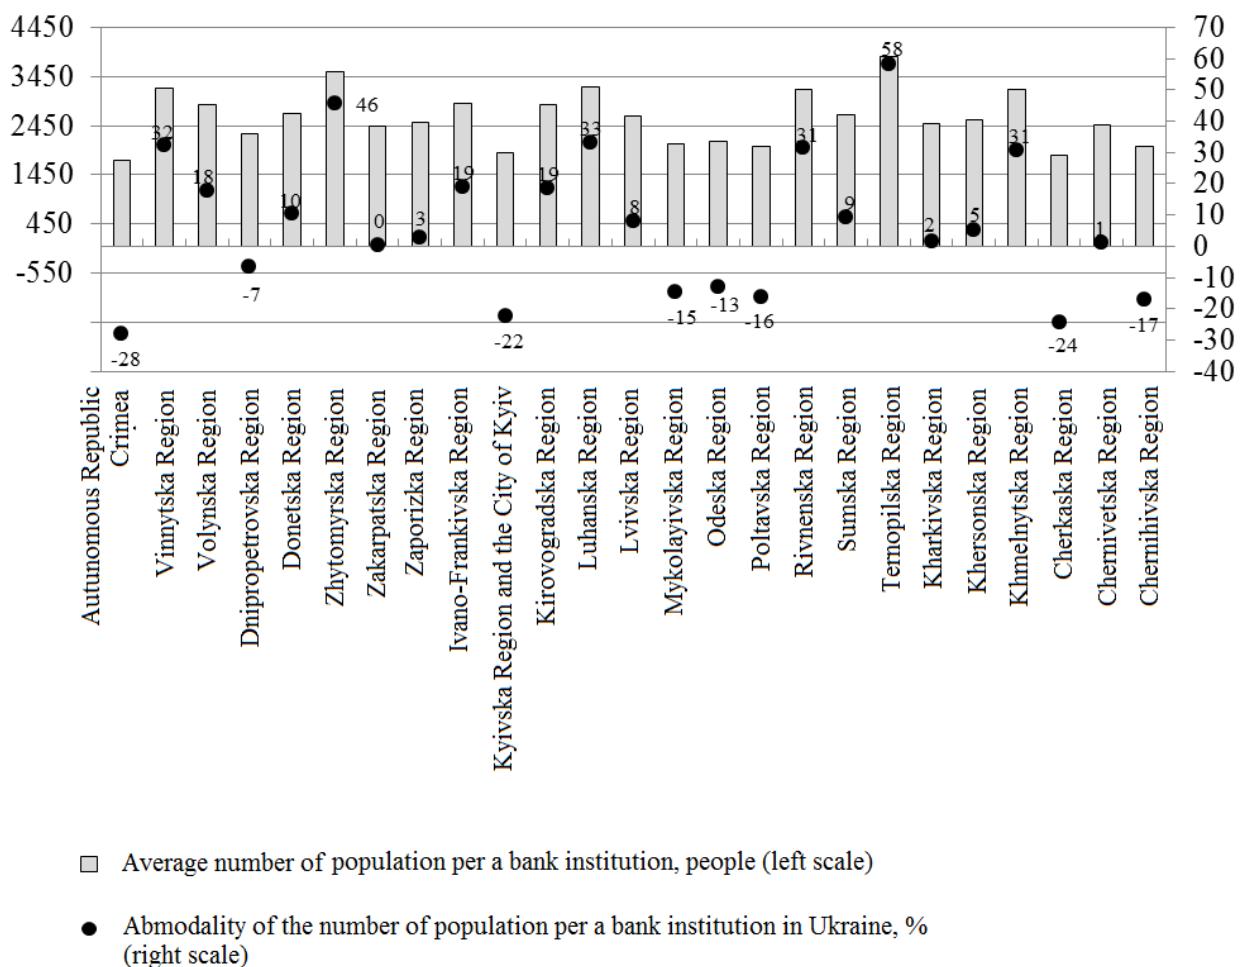 4450
3450
2450
1450
450
-550
70
60
50
40
30
20
10
0
-10
-20
-30
-40
-28
32
18
-7
10
46
0
3
19
-22
19
33
8
-15
-13
-16
31
9
58
2
5
31
-24
1
-17
Autunomous Republic
Crimea
Vinnytska Region
Volynska Region
Dnipropetrovska Region
Donetska Region
Zhytomyrska Region
Zakarpatska Region
Zaporizka Region
Ivano-Frankivska Region
Kyivska Region and the City of Kyiv
Kirovogradska Region
Luhanska Region
Lvivska Region
Mykolayivska Region
Odeska Region
Poltavska Region
Rivnenska Region
Sumska Region
Ternopilska Region
Kharkivska Region
Khersonska Region
Khmelnytska Region
Cherkaska Region
Chernivetska Region
Chernihivska Region
Average number of population per a bank institution, people (left scale)
Abmodality of the number of population per a bank institution in Ukraine, %
(right scale)